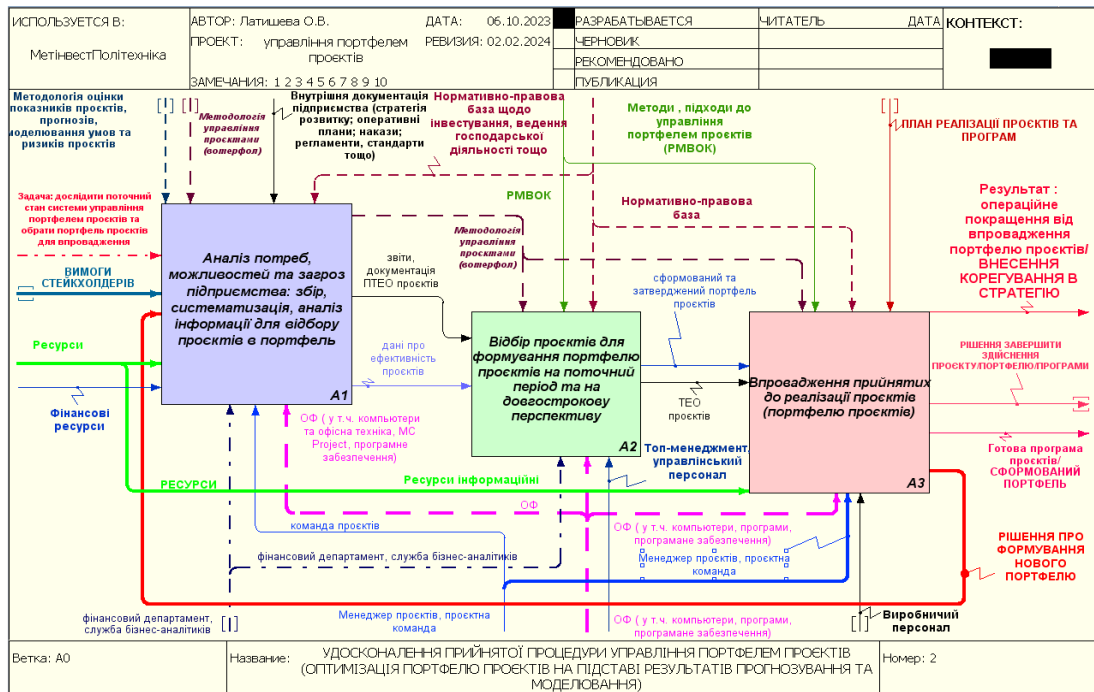 ИСПОЛЬЗУЕТСЯ В:
МетінвестПолітехніка
АВТОР: Латишева О.В.
ДАТА: 06.10.2023
ПРОЕКТ: управління портфелем
проєктів
РЕВИЗИЯ: 02.02.2024
ЗАМЕЧАНИЯ: 1 2 3 4 5 6 7 8 9 10
РАЗРАБАТЫВАЕТСЯ
ЧЕРНОВИК
РЕКОМЕНДОВАНО
ПУБЛИКАЦИЯ
ЧИТАТЕЛЬ
ДАТА
КОНТЕКСТ:
Методологія оцінки
показників проєктів,
прогнозів,
моделювання умов та
ризиків проєктів
Методологія
управління
проєктами
(вотерфол)
Внутрішня документація
підприємства (стратегія
розвитку; оперативні
плани; накази;
регламенти, стандарти
тощо)
Нормативно-правова
база щодо
інвестування, ведення
господарської
діяльності тощо
Методи , підходи до
управління
портфелем проєктів
(PMBOK)
ПЛАН РЕАЛІЗАЦІЇ ПРОЄКТІВ ТА
ПРОГРАМ
Задача: дослідити поточний
стан системи управління
портфелем проєктів та
обрати портфель проєктів
для впровадження
ВИМОГИ
СТЕЙКХОЛДЕРІВ
Ресурси
Фінансові
ресурси
Аналіз потреб,
можливостей та загроз
підприємства: збір,
систематизація, аналіз
інформації для відбору
проєктів в портфель
A1
Методологія
управління
проєктами
(вотерфол)
PMBOK
Нормативно-правова
база
звіти,
документація
ПТЕО проєктів
дані про
ефективність
проєктів
сформований та
затверджений портфель
проєктів
Відбір проєктів для
формування портфелю
проєктів на поточний
період та на
довгострокову
перспективу
A2
ТЕО
проєктів
Впровадження прийнятих
до реалізації проєктів
(портфелю проєктів)
A3
Результат :
операційне
покращення від
впровадження
портфелю проєктів/
ВНЕСЕННЯ
КОРЕГУВАННЯ В
СТРАТЕГІЮ
РІШЕННЯ ЗАВЕРШИТИ
ЗДІЙСНЕННЯ
ПРОЄКТУ/ПОРТФЕЛЮ/ПРОГРАМИ
Готова програма
проєктів/
СФОРМОВАНИЙ
ПОРТФЕЛЬ
ОФ ( у т.ч. компьютери
та офісна техніка, МС
Project, програмне
забезпечення)
Топ-менеджмент,
управлінський
персонал
РЕСУРСИ
Ресурси інформаційні
ОФ
команда проєктів
ОФ ( у т.ч. компьютери, програми,
програмане забезпечення)
фінансовий департамент, служба бізнес-аналітиків
Менеджер проєктів, проєктна
команда
РІШЕННЯ ПРО
ФОРМУВАННЯ
НОВОГО
ПОРТФЕЛЮ
фінансовий департамент,
служба бізнес-аналітиків
Менеджер проєктів, проєктна
команда
ОФ ( у т.ч. компьютери, програми,
програмане забезпечення)
Виробничий
персонал
Ветка: A0
Название:
УДОСКОНАЛЕННЯ ПРИЙНЯТОЇ ПРОЦЕДУРИ УПРАВЛІННЯ ПОРТФЕЛЕМ ПРОЄКТІВ
(ОПТИМІЗАЦІЯ ПОРТФЕЛЮ ПРОЄКТІВ НА ПІДСТАВІ РЕЗУЛЬТАТІВ ПРОГНОЗУВАННЯ ТА
МОДЕЛЮВАННЯ)
Номер: 2